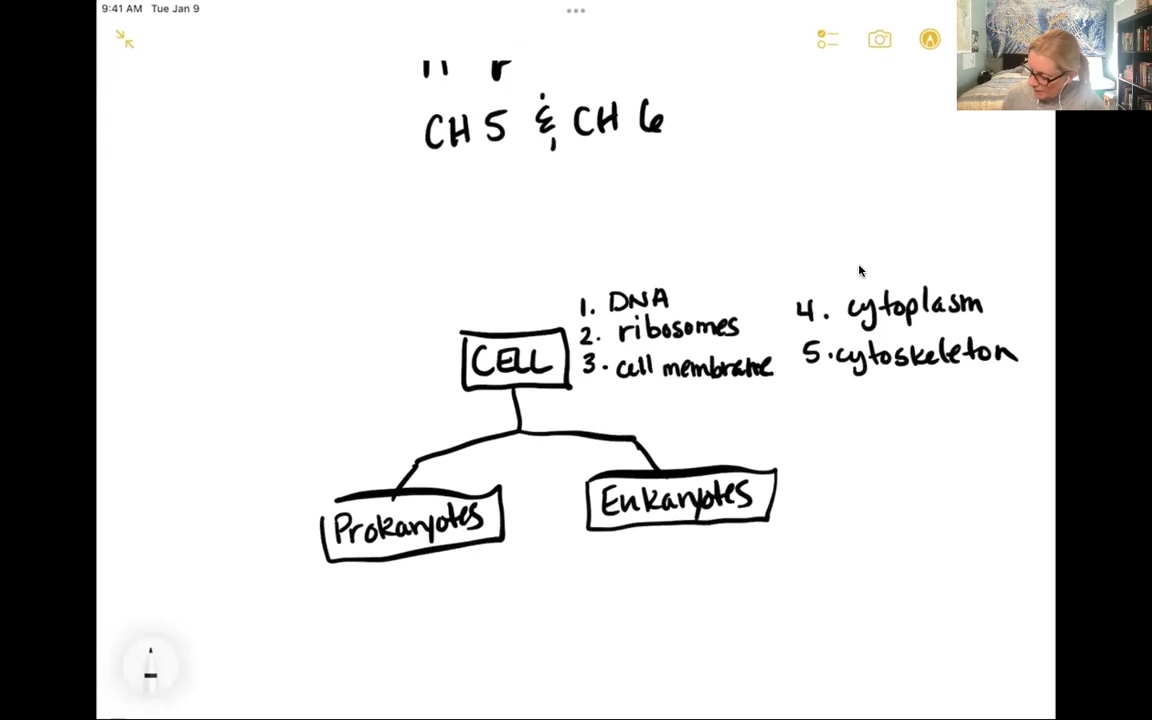 9:41 AM Tue Jan 9
CH 5 & CH 6
1. DNA
2. ribosomes
3. cell membrane
4. cytoplasm
5. cytoskeleton
CELL
Prokaryotes
Eukaryotes